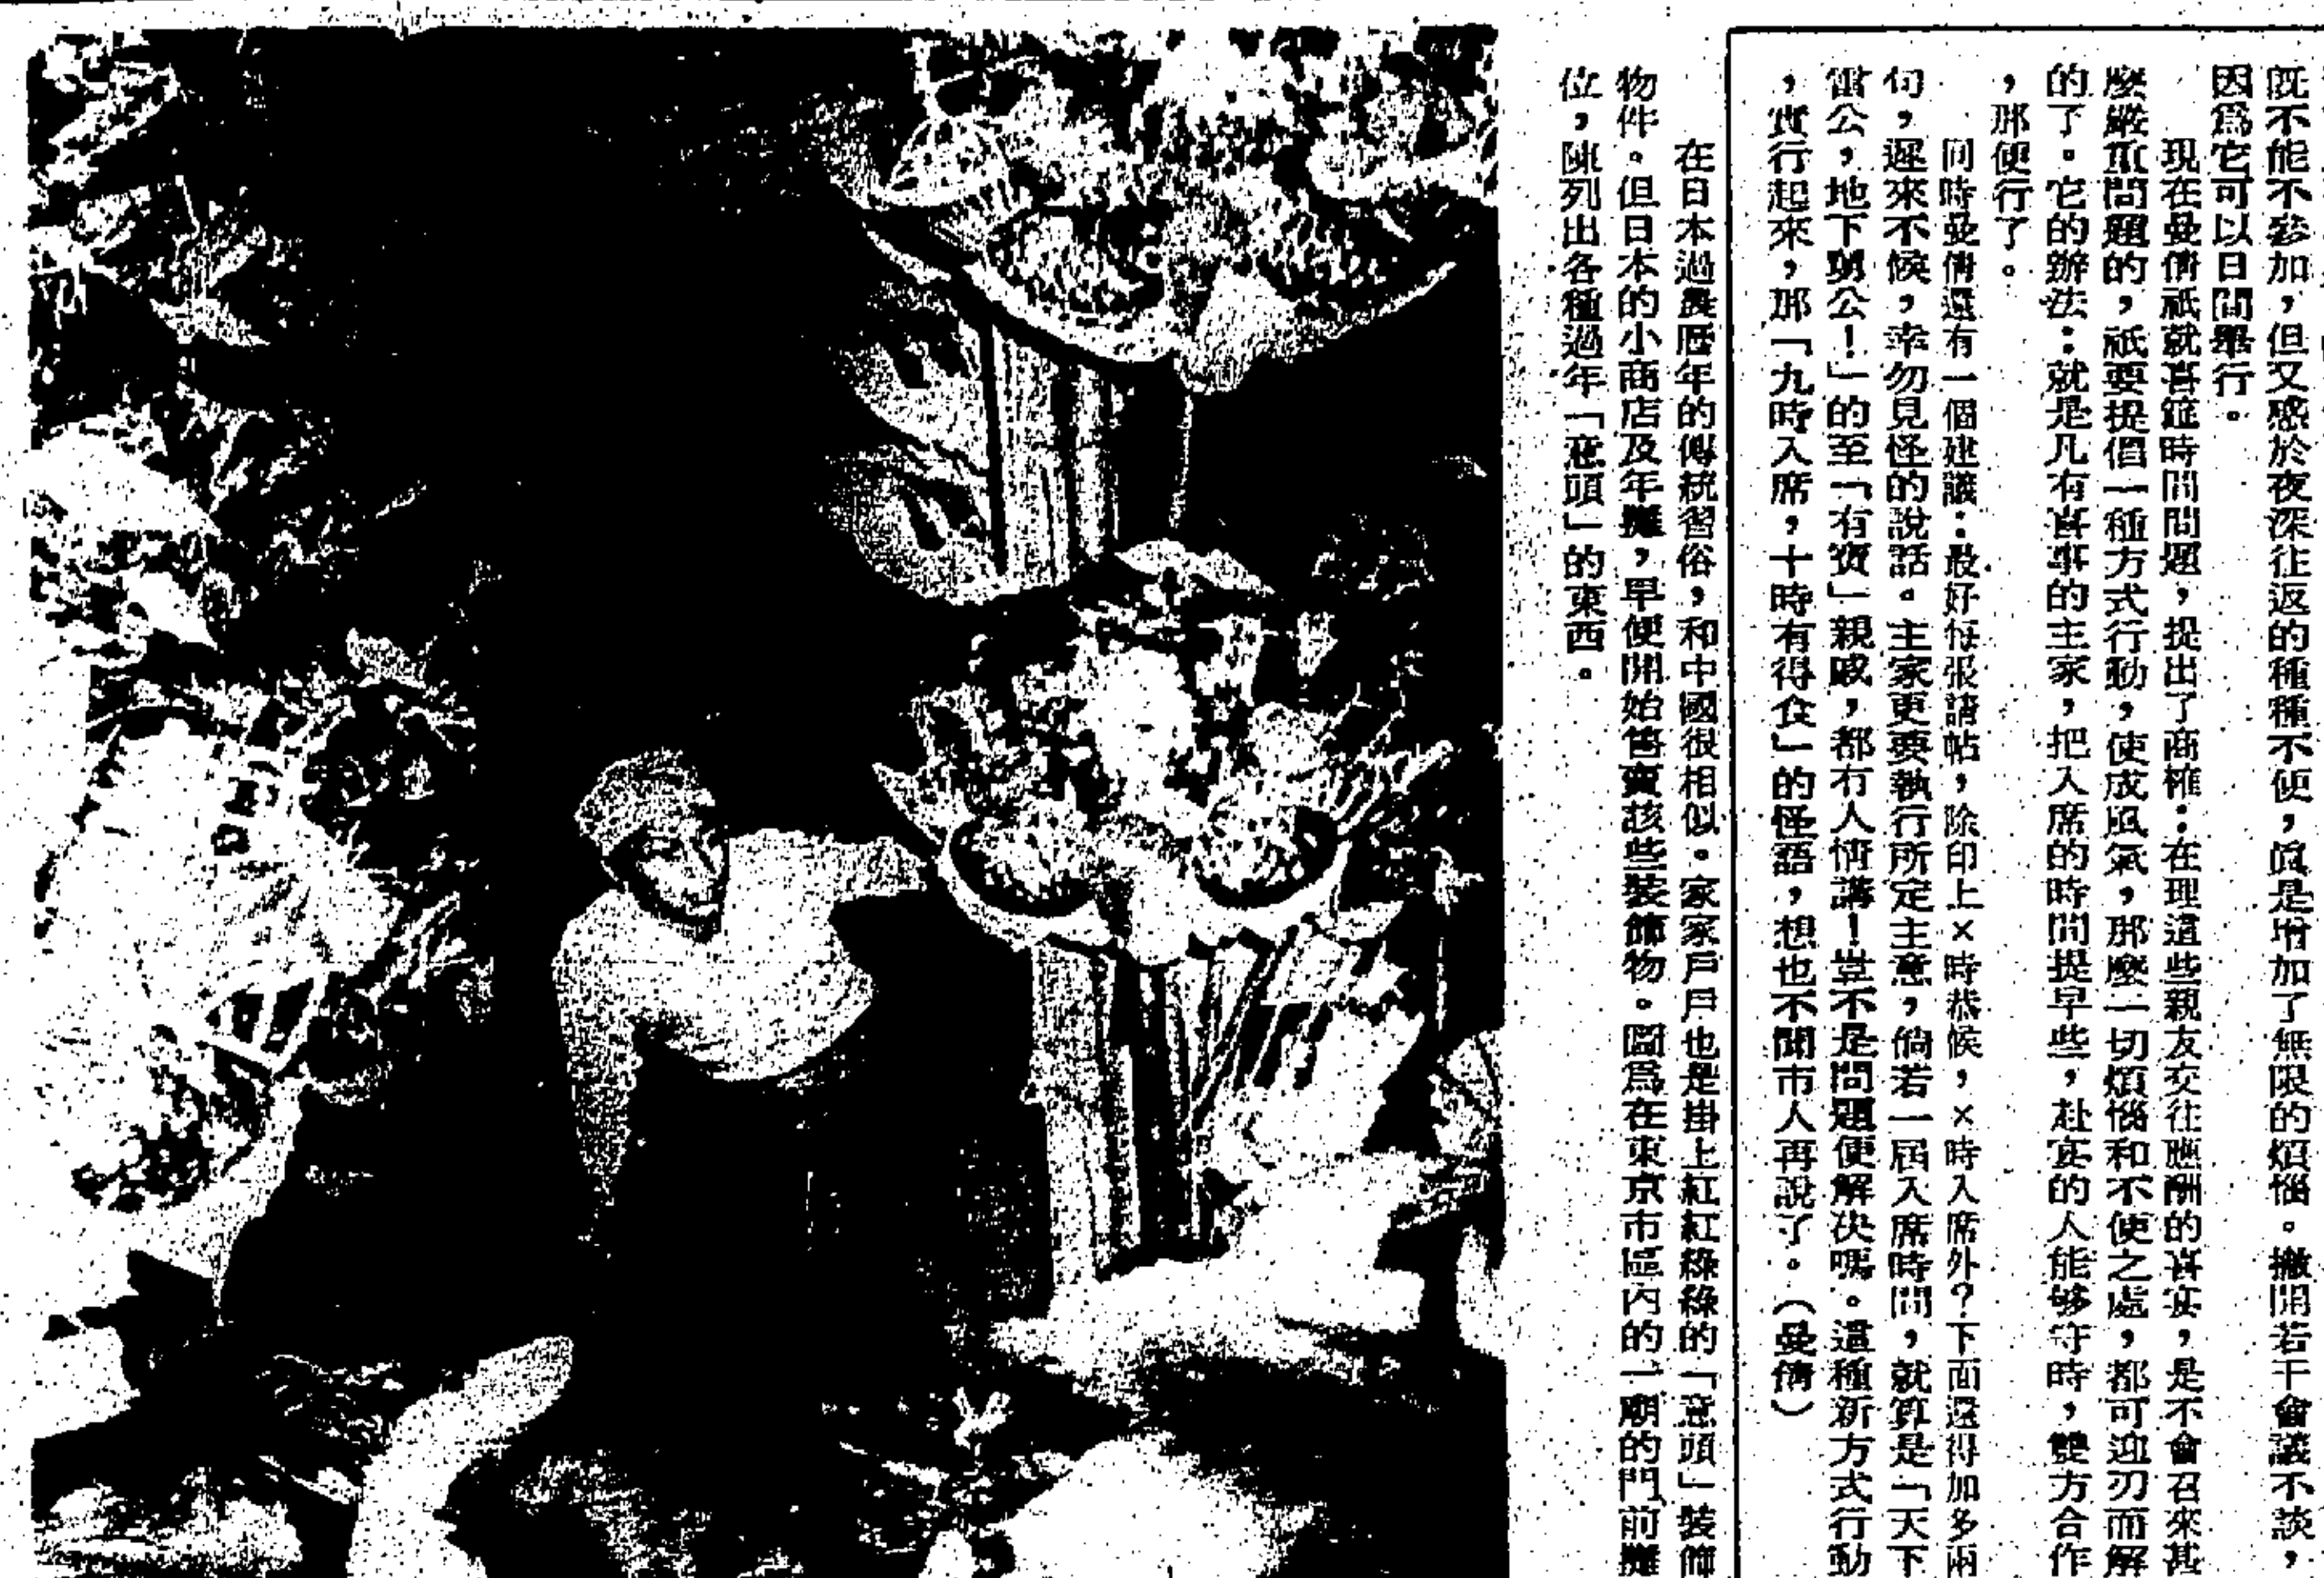 既不能不參加，但又感於夜深往返的種種不便，眞是增加了無限的煩惱。撇開若干會議不談，
因爲它可以日間舉行。
現在曼倩祇就喜筵時間問題，提出了商榷：在理這些親友交往應酬的喜宴，是不會召來甚
麼嚴重問題的，祇要提倡一種方式行動，使成風氣，那麼一切煩惱和不便之處，都可迎刃而解
的了。它的辦法：就是凡有喜事的主家，把入席的時間提早些，赴宴的人能够守時，雙方合作
，那便行了。
同時曼倩還有一個建議：最好每張請帖，除印上×時恭候，×時入席外？下面還得加多兩
句，遲來不候，幸勿見怪的說話。主家更要執行所定主意，倘若一屆入席時間，就算是「天下
雷公，地下舅公！」的至「有寶」親戚，都冇人情講！豈不是問題便解决嗎。這種新方式行動
，實行起來，那「九時入席，十時有得食」的怪語，想也不聞市人再說了。（曼倩）
在日本過農曆年的傳統習俗，和中國很相似。家家戶戶也是掛上紅紅綠綠的「意頭」裝飾
物件。但日本的小商店及年攤，早便開始售賣該些裝飾物。圖爲在東京市區內的一廟的門前攤
位，陳列出各種過年「意頭」的東西。